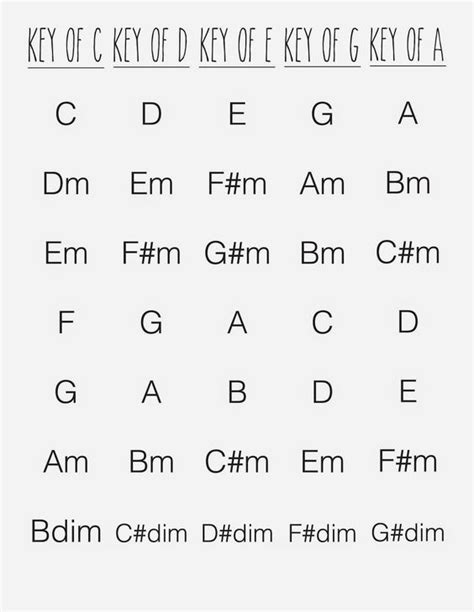 KEY OF C KEY OF D KEY OF E KEY OF G KEY OF A
C D E G A
Dm Em F#m Am Bm
Em F#m G#m Bm C#m
F G A C D
G A B D E
Am Bm C#m Em F#m
Bdim C#dim D#dim F#dim G#dim